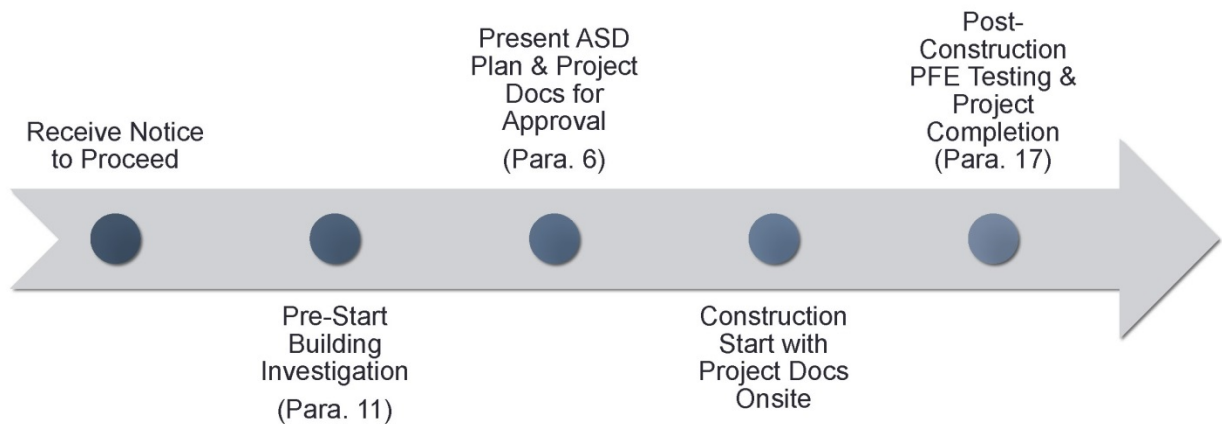 Receive Notice
to Proceed
Pre-Start
Building
Investigation
(Para. 11)
Present ASD
Plan & Project
Docs for
Approval
(Para. 6)
Construction
Start with
Project Docs
Onsite
Post-
Construction
PFE Testing &
Project
Completion
(Para. 17)